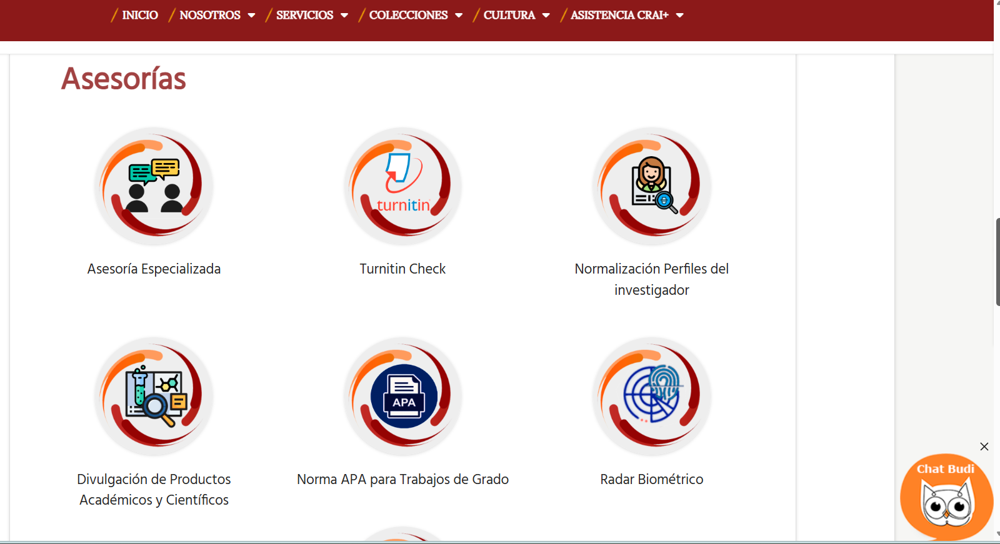 INICIO NOSOTROS SERVICIOS COLECCIONES CULTURA ASISTENCIA CRAI+
Asesorías
turnitin
Asesoría Especializada
Turnitin Check
Normalización Perfiles del
investigador
APA
Divulgación de Productos
Académicos y Científicos
Norma APA para Trabajos de Grado
Radar Biométrico
Chat Budi